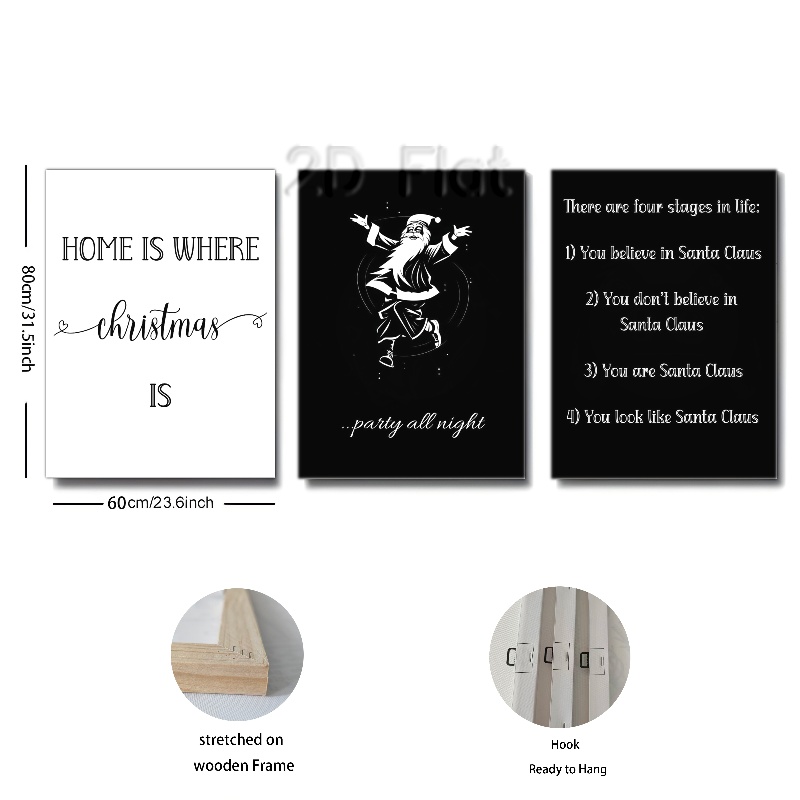 2D Flat
80cm/31.5inch
HOME IS WHERE
christmas
IS
...party all night
There are four stages in life:
1) You believe in Santa Claus
2) You don't believe in
Santa Claus
3) You are Santa Claus
4) You look like Santa Claus
60cm/23.6inch
stretched on
wooden Frame
Hook
Ready to Hang